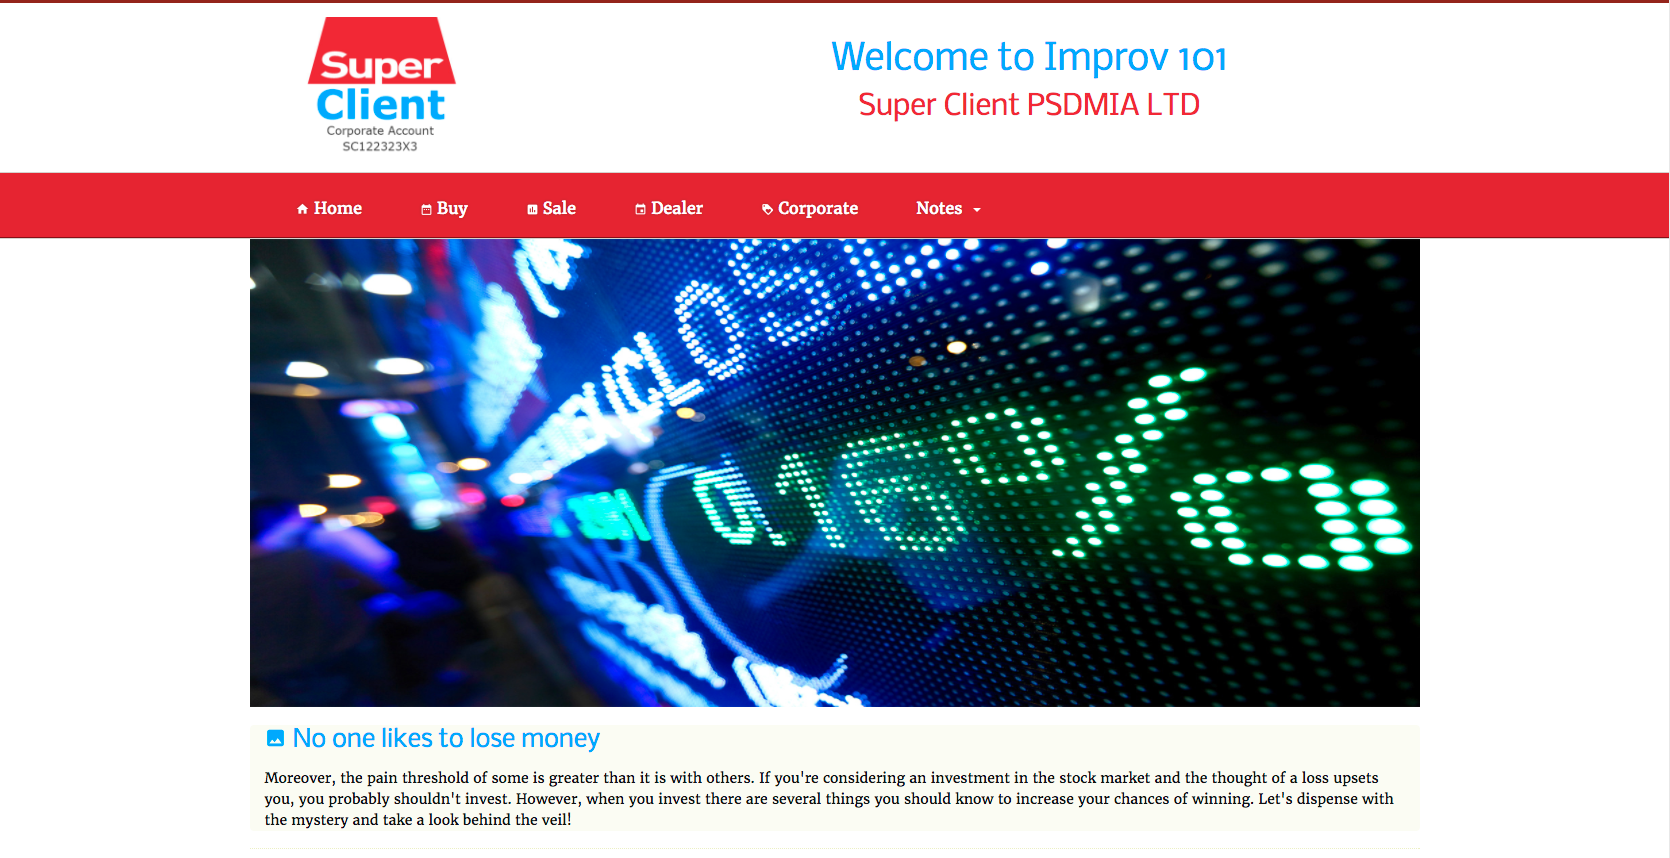 Super
Client
Corporate Account
SC122323X3
Welcome to Improv 101
Super Client PSDMIA LTD
Home
Buy
Sale
Dealer
Corporate
Notes
0.16%
No one likes to lose money
Moreover, the pain threshold of some is greater than it is with others. If you're considering an investment in the stock market and the thought of a loss upsets
you, you probably shouldn't invest. However, when you invest there are several things you should know to increase your chances of winning. Let's dispense with
the mystery and take a look behind the veil!